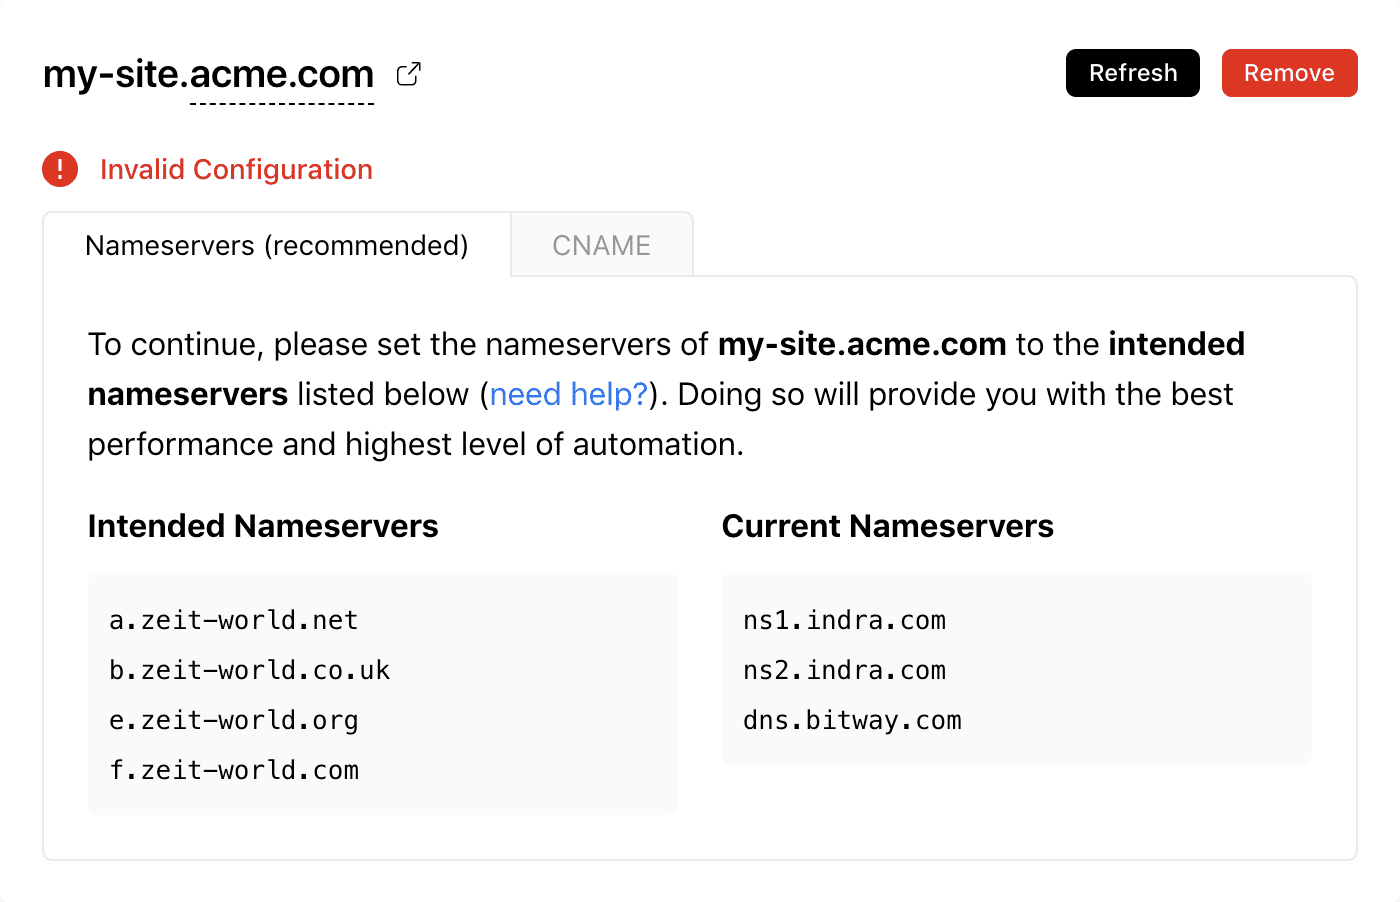 my-site.acme.com
Refresh
Remove
! Invalid Configuration
Nameservers (recommended)
CNAME
To continue, please set the nameservers of my-site.acme.com to the intended
nameservers listed below (need help?). Doing so will provide you with the best
performance and highest level of automation.
Intended Nameservers
a.zeit-world.net
b.zeit-world.co.uk
e.zeit-world.org
f.zeit-world.com
Current Nameservers
ns1.indra.com
ns2.indra.com
dns.bitway.com